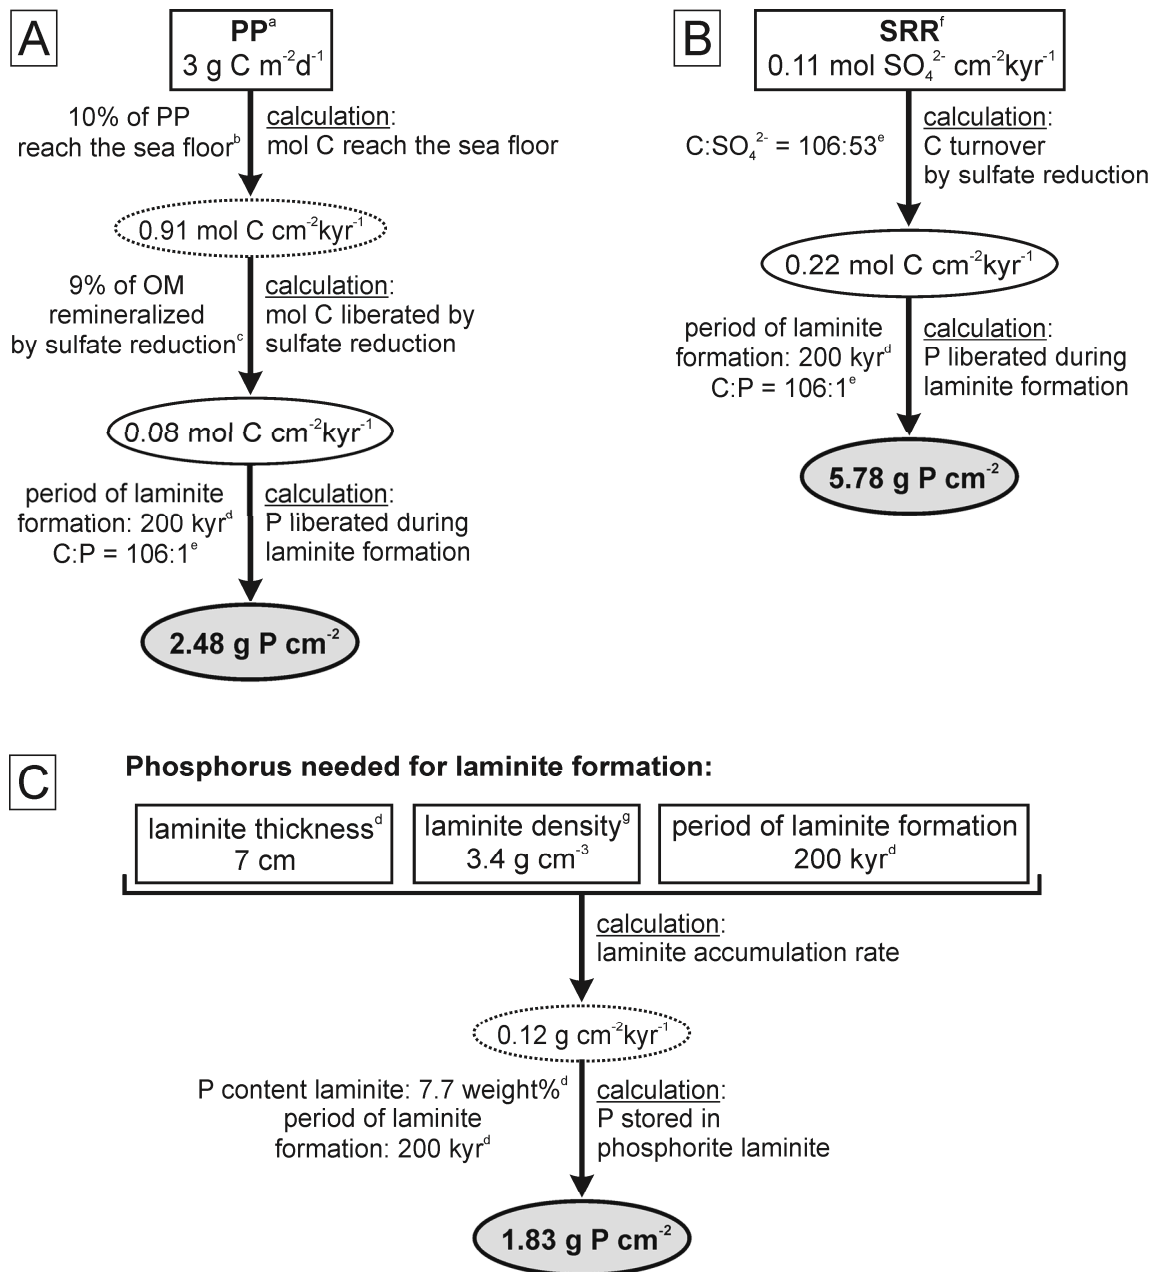 A
PPᵃ
3 g C m⁻²d⁻¹
10% of PP
reach the sea floorᵇ
calculation:
mol C reach the sea floor
0.91 mol C cm⁻²kyr⁻¹
9% of OM
remineralized
by sulfate reductionᶜ
calculation:
mol C liberated by
sulfate reduction
0.08 mol C cm⁻²kyr⁻¹
period of laminite
formation: 200 kyrᵈ
C:P = 106:1ᵉ
calculation:
P liberated during
laminite formation
2.48 g P cm⁻²
B
SRRᶠ
0.11 mol SO₄²⁻ cm⁻²kyr⁻¹
C:SO₄²⁻ = 106:53ᵉ
calculation:
C turnover
by sulfate reduction
0.22 mol C cm⁻²kyr⁻¹
period of laminite
formation: 200 kyrᵈ
C:P = 106:1ᵉ
calculation:
P liberated during
laminite formation
5.78 g P cm⁻²
C
Phosphorus needed for laminite formation:
laminite thicknessᵈ
7 cm
laminite densityᵍ
3.4 g cm⁻³
period of laminite formation
200 kyrᵈ
calculation:
laminite accumulation rate
0.12 g cm⁻²kyr⁻¹
P content laminite: 7.7 weight%ᵈ
period of laminite
formation: 200 kyrᵈ
calculation:
P stored in
phosphorite laminite
1.83 g P cm⁻²